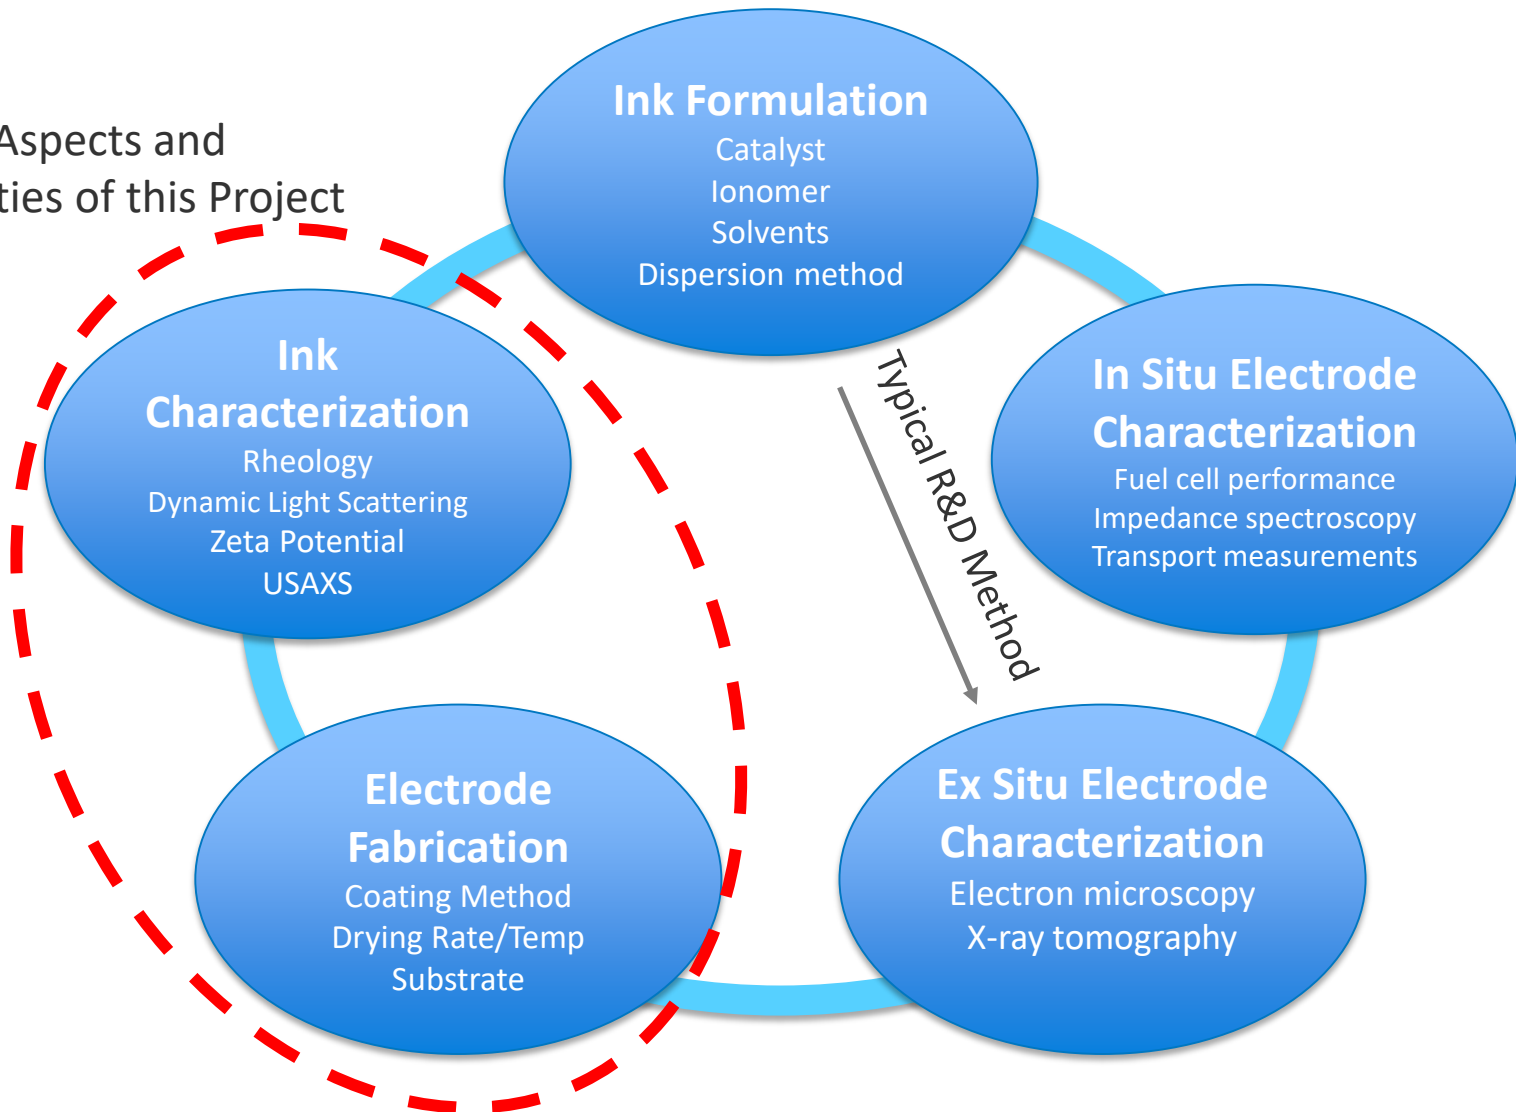 Aspects and
ties of this Project
Ink Formulation
Catalyst
Ionomer
Solvents
Dispersion method
Ink
Characterization
Rheology
Dynamic Light Scattering
Zeta Potential
USAXS
Typical R&D Method
In Situ Electrode
Characterization
Fuel cell performance
Impedance spectroscopy
Transport measurements
Electrode
Fabrication
Coating Method
Drying Rate/Temp
Substrate
Ex Situ Electrode
Characterization
Electron microscopy
X-ray tomography